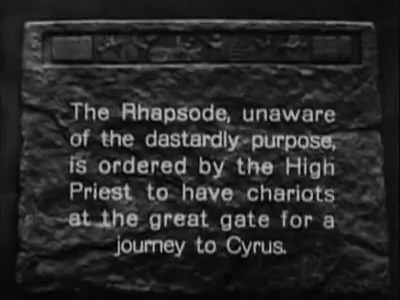 The Rhapsode, unaware
of the dastardly purpose,
is ordered by the High
Priest to have chariots
at the great gate for a
journey to Cyrus.